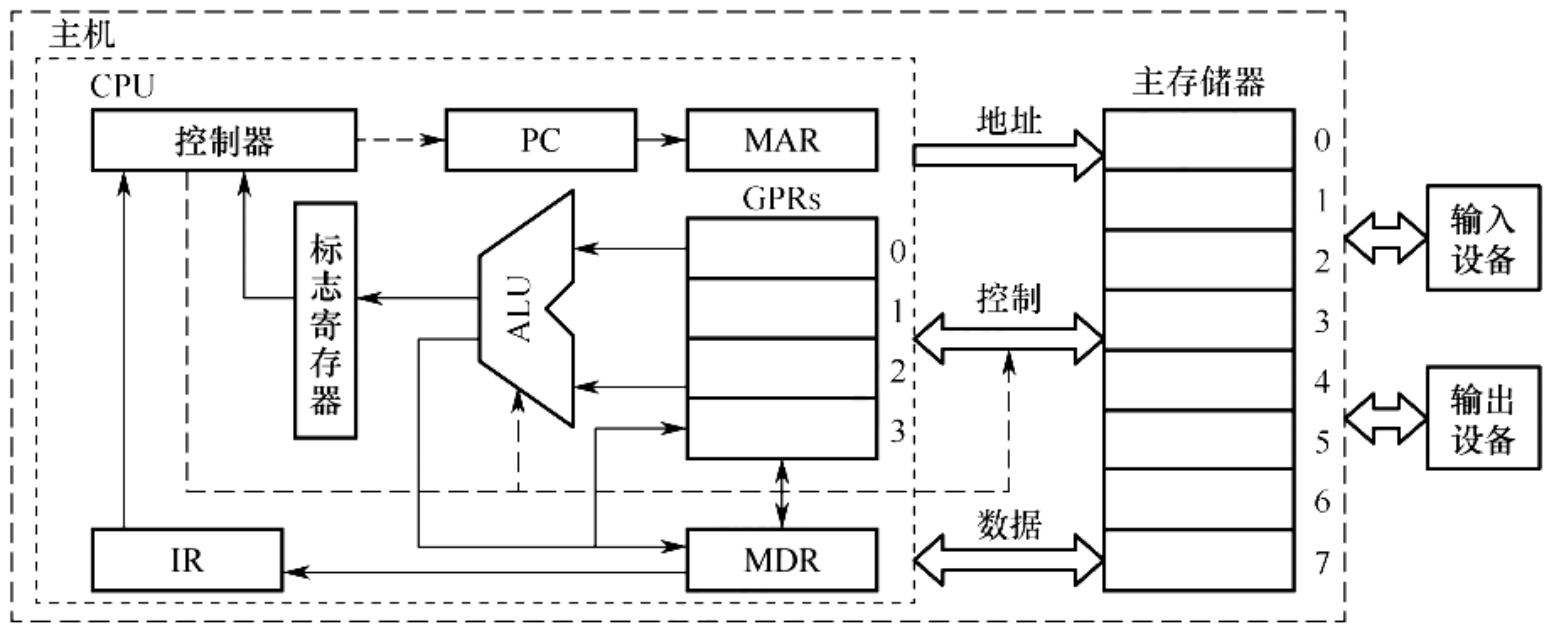 主机
CPU
控制器
PC
MAR
地址
主存储器
0
1
2
3
4
5
6
7
GPRs
0
1
2
3
标志寄存器
ALU
控制
输入
设备
输出
设备
IR
MDR
数据